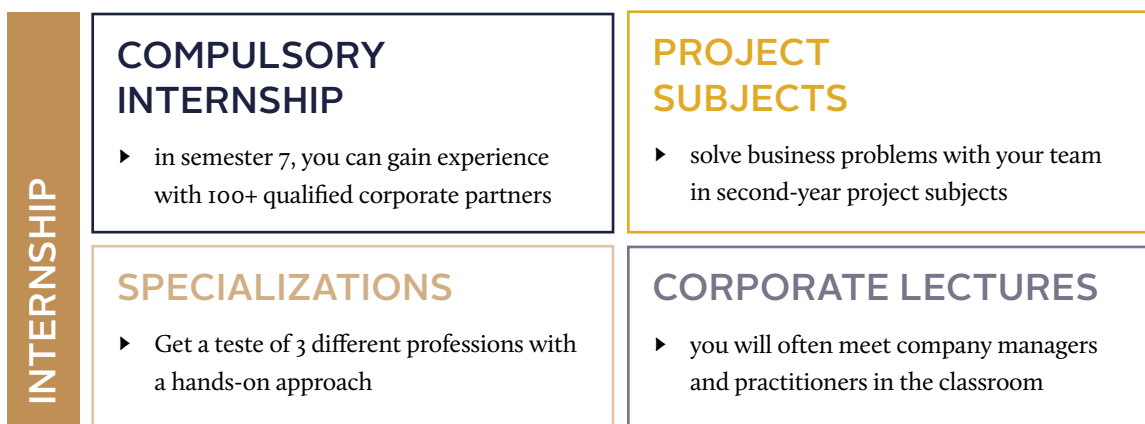 INTERNSHIP
COMPULSORY
INTERNSHIP
in semester 7, you can gain experience
with 100+ qualified corporate partners
PROJECT
SUBJECTS
solve business problems with your team
in second-year project subjects
SPECIALIZATIONS
Get a teste of 3 different professions with
a hands-on approach
CORPORATE LECTURES
you will often meet company managers
and practitioners in the classroom